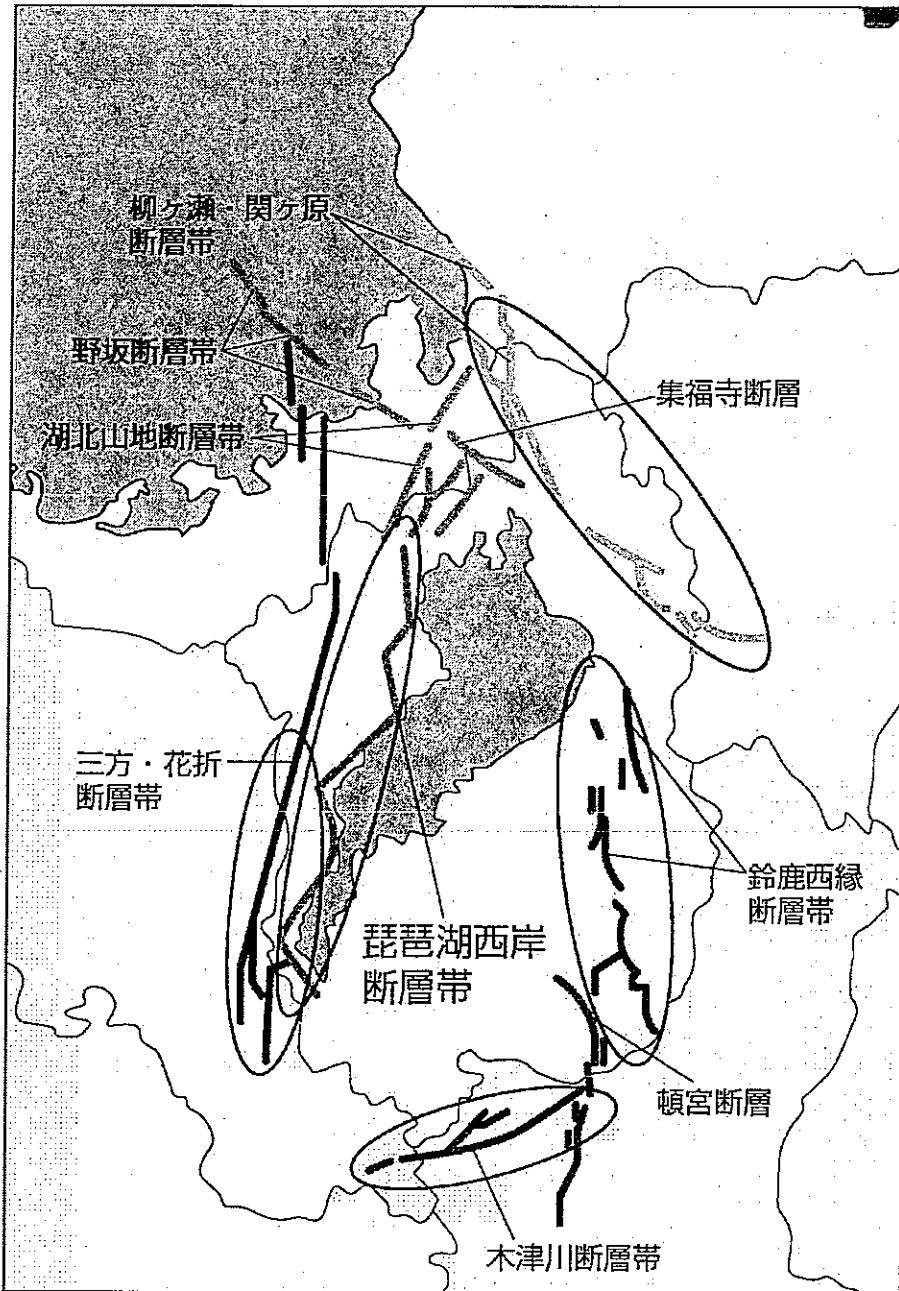 柳ヶ瀬・関ヶ原
断層帯
野坂断層帯
集福寺断層
湖北山地断層帯
三方・花折
断層帯
鈴鹿西縁
断層帯
琵琶湖西岸
断層帯
頓宮断層
木津川断層帯